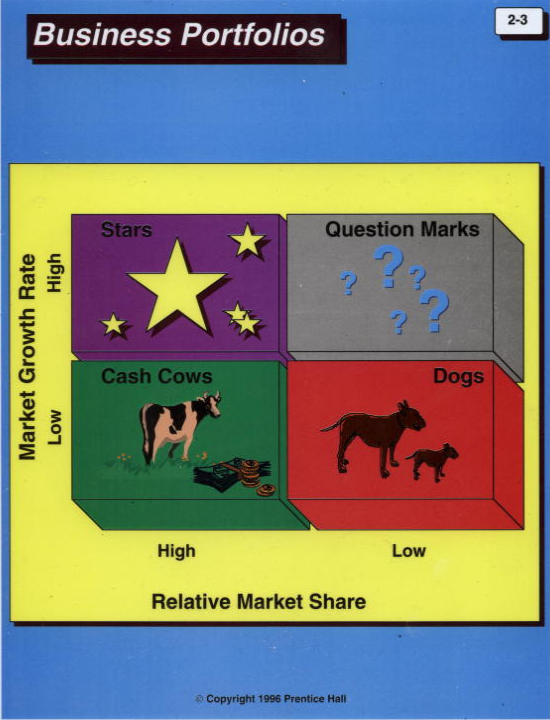 Business Portfolios
2-3
Stars
Question Marks
Cash Cows
Dogs
Market Growth Rate
High
Low
High
Low
Relative Market Share
© Copyright 1996 Prentice Hall